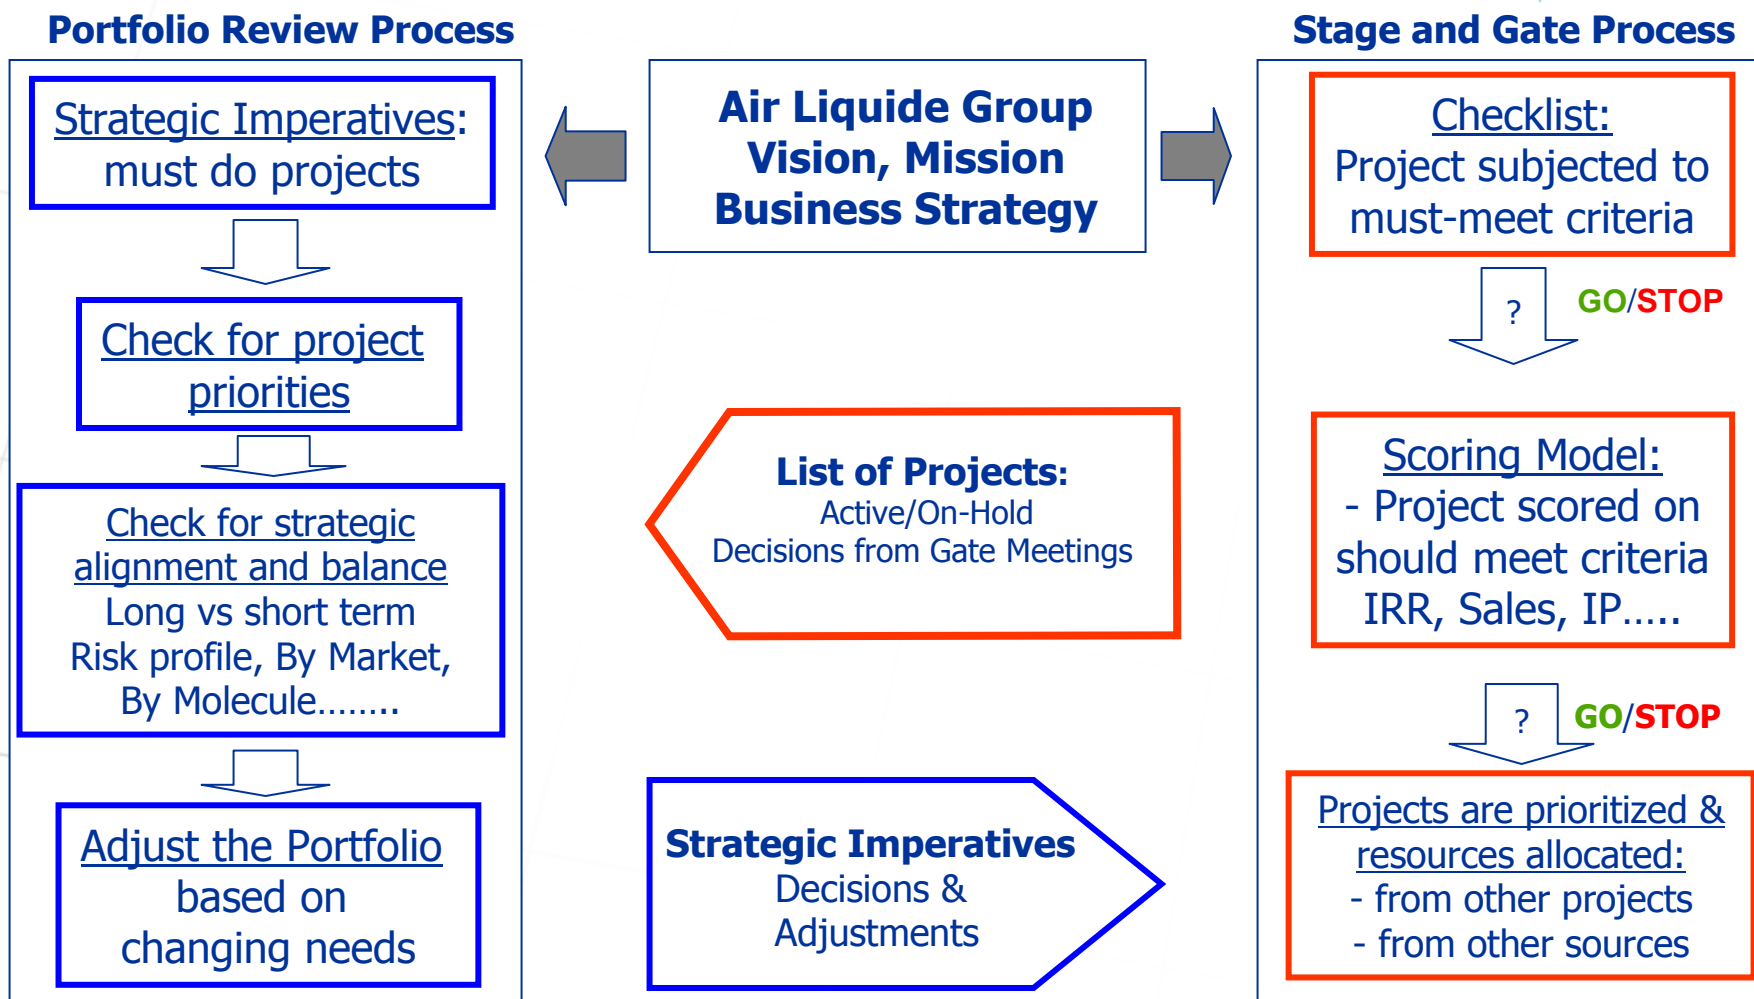 Portfolio Review Process
Strategic Imperatives:
must do projects
Check for project
priorities
Check for strategic
alignment and balance
Long vs short term
Risk profile, By Market,
By Molecule……..
Adjust the Portfolio
based on
changing needs
Air Liquide Group
Vision, Mission
Business Strategy
List of Projects:
Active/On-Hold
Decisions from Gate Meetings
Strategic Imperatives
Decisions &
Adjustments
Stage and Gate Process
Checklist:
Project subjected to
must-meet criteria
? GO/STOP
Scoring Model:
- Project scored on
should meet criteria
IRR, Sales, IP…..
? GO/STOP
Projects are prioritized &
resources allocated:
- from other projects
- from other sources